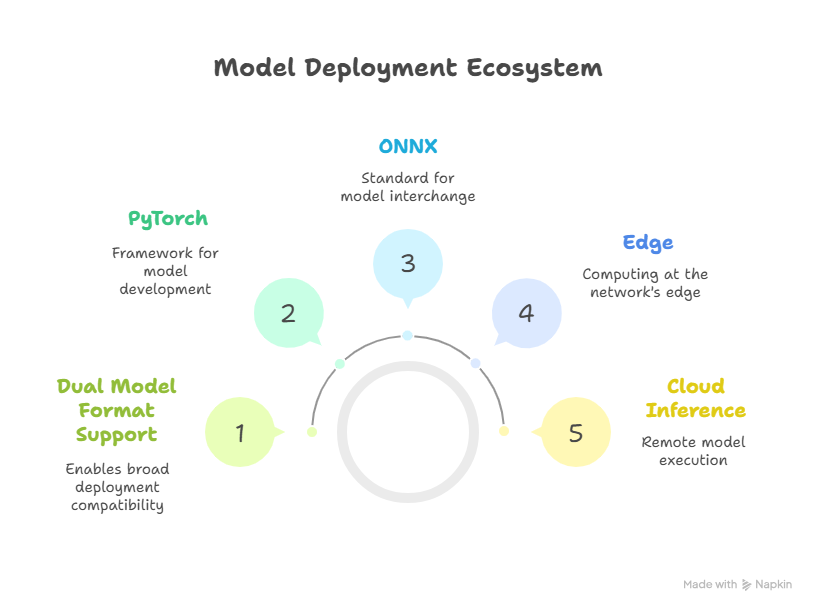 Model Deployment Ecosystem
ONNX
Standard for
model interchange
PyTorch
Framework for
model
development
Edge
Computing at the
network's edge
3
2
4
Dual Model
Format
Support
Enables broad
deployment
compatibility
1
5
Cloud
Inference
Remote model
execution
Made with Napkin